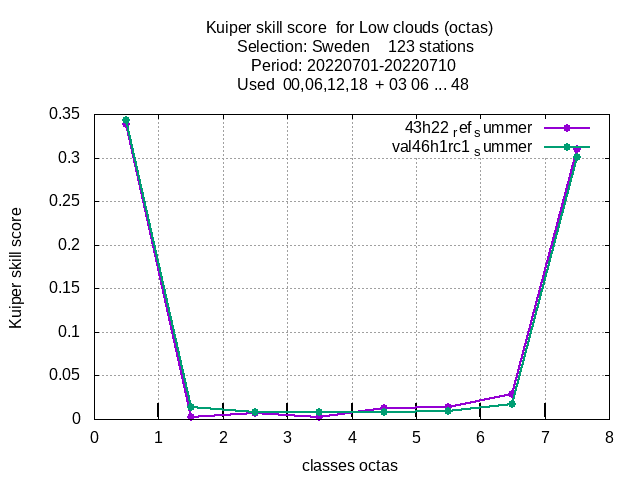 Kuiper skill score  for Low clouds (octas)
Selection: Sweden    123 stations
Period: 20220701-20220710
Used  00,06,12,18  + 03 06 ... 48
43h22 ref summer
val46h1rc1 summer
0.35
0.3
0.25
0.2
0.15
0.1
0.05
0
Kuiper skill score
0 1 2 3 4 5 6 7 8
classes octas